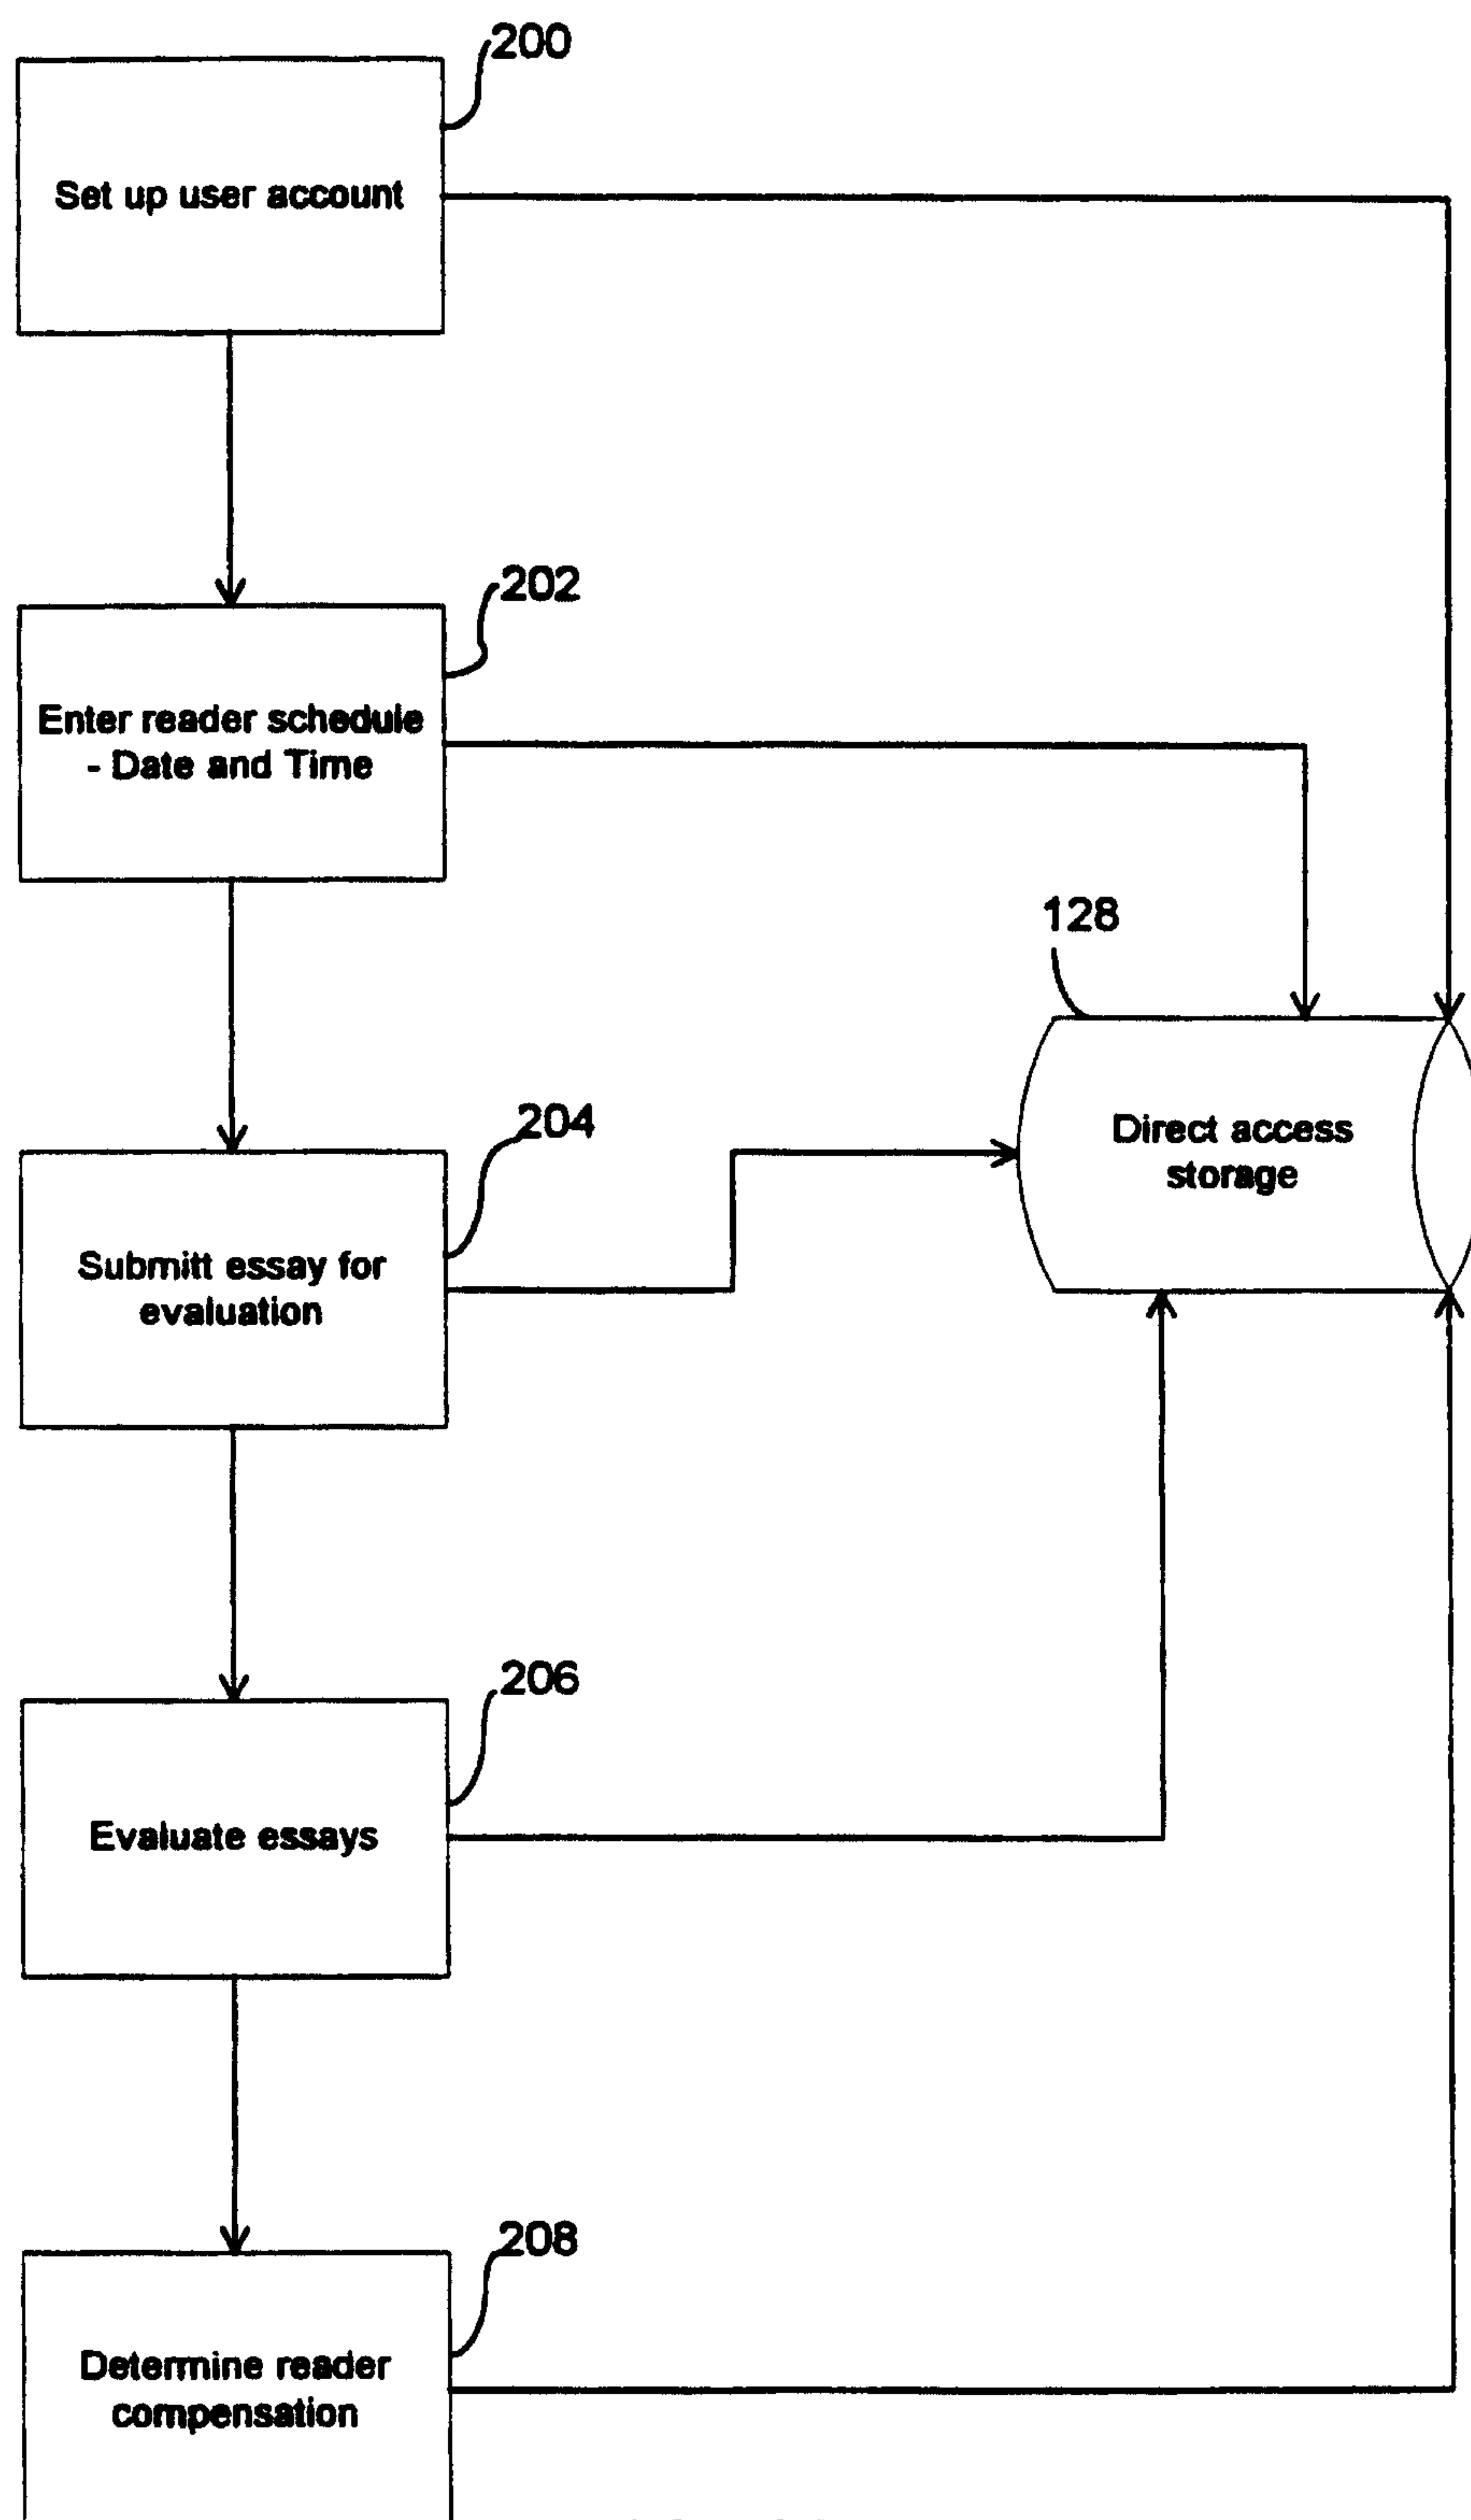 200
Set up user account
202
Enter reader schedule
- Date and Time
128
Direct access
storage
204
Submitt essay for
evaluation
206
Evaluate essays
208
Determine reader
compensation